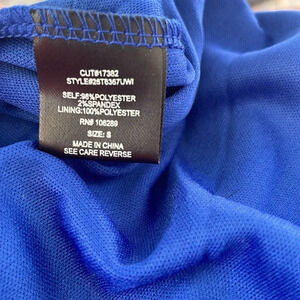 CUT#17382
STYLE#26T8367UWI
SELF:98%POLYESTER
2%SPANDEX
LINING:100%POLYESTER
RN# 106289
SIZE: S
MADE IN CHINA
SEE CARE REVERSE